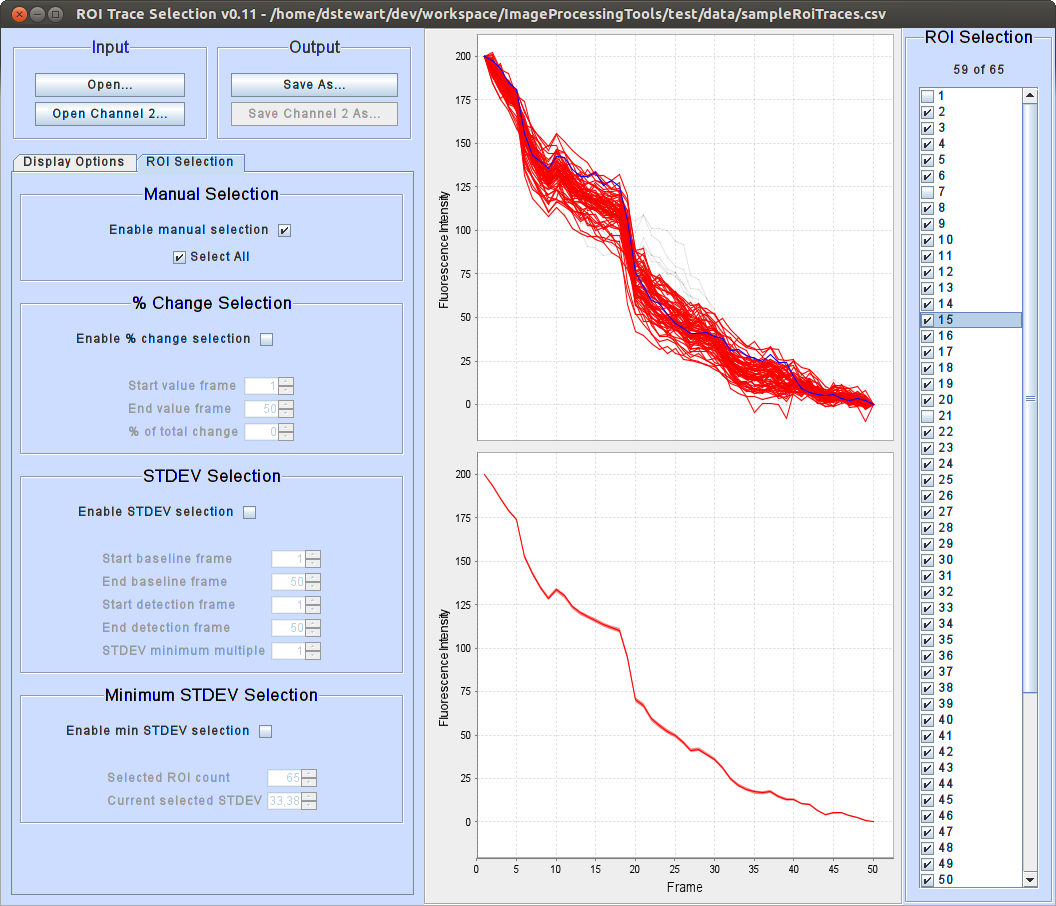 ROI Trace Selection v0.11 - /home/dstewart/dev/workspace/ImageProcessingTools/test/data/sampleRoiTraces.csv
Input
Open...
Open Channel 2...
Output
Save As...
Save Channel 2 As...
Display Options
ROI Selection
Manual Selection
Enable manual selection
Select All
% Change Selection
Enable % change selection
Start value frame 1
End value frame 50
% of total change 0
STDEV Selection
Enable STDEV selection
Start baseline frame 1
End baseline frame 50
Start detection frame 1
End detection frame 50
STDEV minimum multiple 1
Minimum STDEV Selection
Enable min STDEV selection
Selected ROI count 65
Current selected STDEV 33,38
Fluorescence Intensity
200
175
150
125
100
75
50
25
0
Fluorescence Intensity
200
175
150
125
100
75
50
25
0
0 5 10 15 20 25 30 35 40 45 50
Frame
ROI Selection
59 of 65
1
2
3
4
5
6
7
8
9
10
11
12
13
14
15
16
17
18
19
20
21
22
23
24
25
26
27
28
29
30
31
32
33
34
35
36
37
38
39
40
41
42
43
44
45
46
47
48
49
50